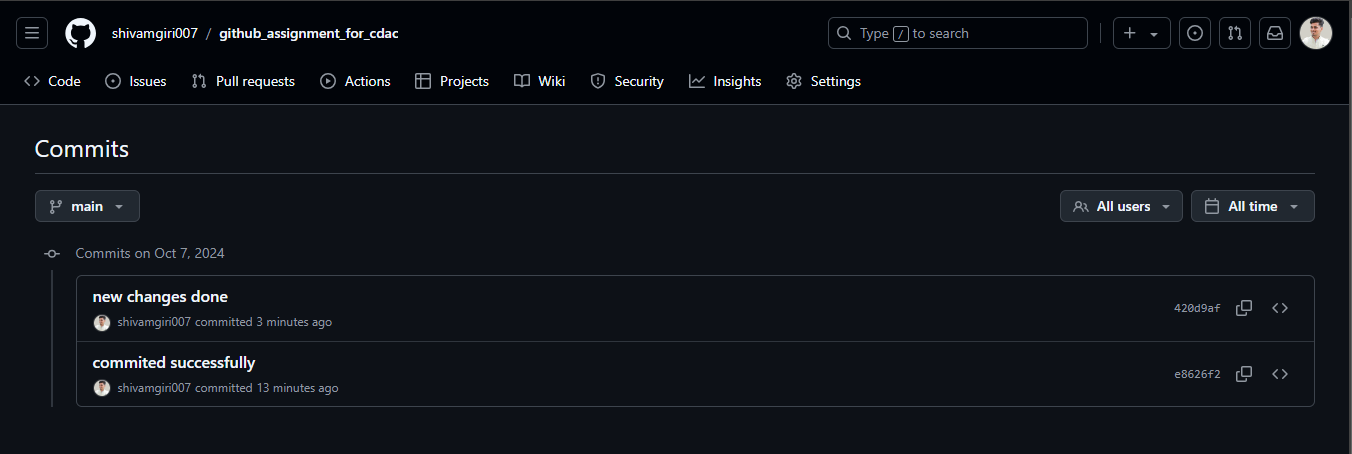 shivamgiri007 / github_assignment_for_cdac Type / to search
Code Issues Pull requests Actions Projects Wiki Security Insights Settings
Commits
main All users All time
Commits on Oct 7, 2024
new changes done
shivamgiri007 committed 3 minutes ago 420d9af
commited successfully
shivamgiri007 committed 13 minutes ago e8626f2